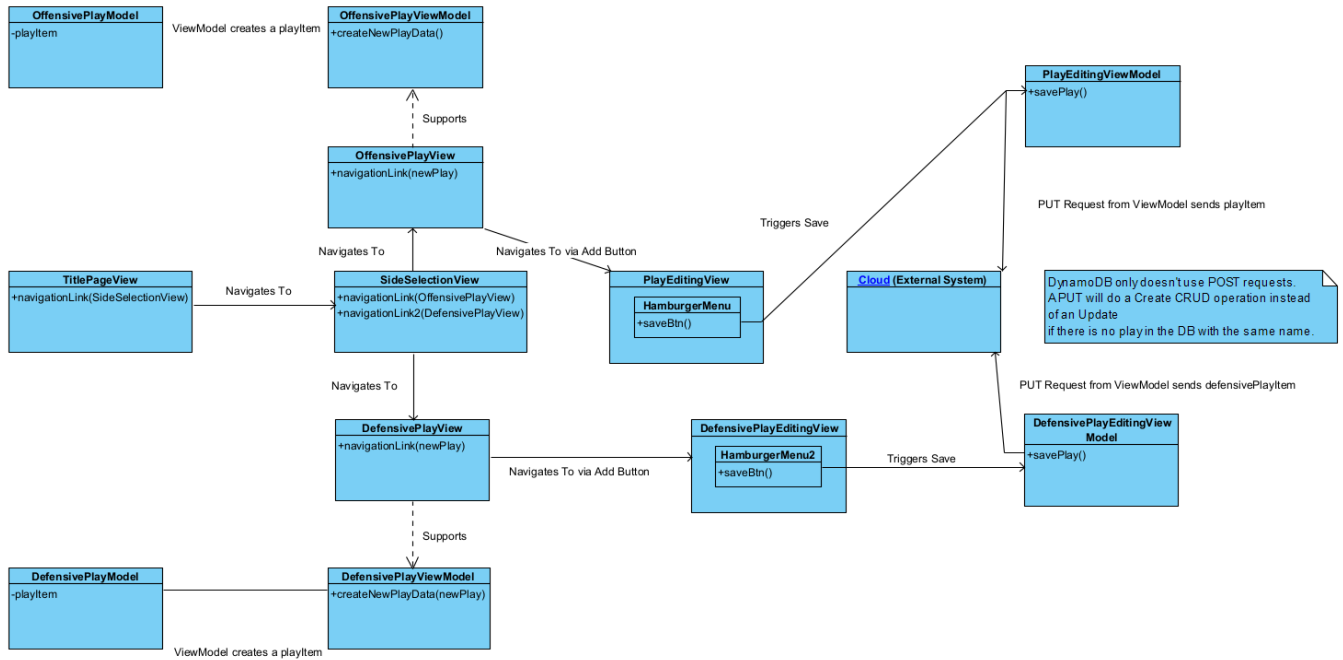 OffensivePlayModel
-playItem
ViewModel creates a playItem
OffensivePlayViewModel
+createNewPlayData()
Supports
OffensivePlayView
+navigationLink(newPlay)
PlayEditingViewModel
+savePlay()
Triggers Save
PUT Request from ViewModel sends playItem
Navigates To
Navigates To via Add Button
TitlePageView
+navigationLink(SideSelectionView)
Navigates To
SideSelectionView
+navigationLink(OffensivePlayView)
+navigationLink2(DefensivePlayView)
PlayEditingView
HamburgerMenu
+saveBtn()
Cloud (External System)
DynamoDB only doesn't use POST requests.
A PUT will do a Create CRUD operation instead
of an Update
if there is no play in the DB with the same name.
Navigates To
PUT Request from ViewModel sends defensivePlayItem
DefensivePlayView
+navigationLink(newPlay)
Navigates To via Add Button
DefensivePlayEditingView
HamburgerMenu2
+saveBtn()
Triggers Save
DefensivePlayEditingView
Model
+savePlay()
Supports
DefensivePlayModel
-playItem
DefensivePlayViewModel
+createNewPlayData(newPlay)
ViewModel creates a playItem